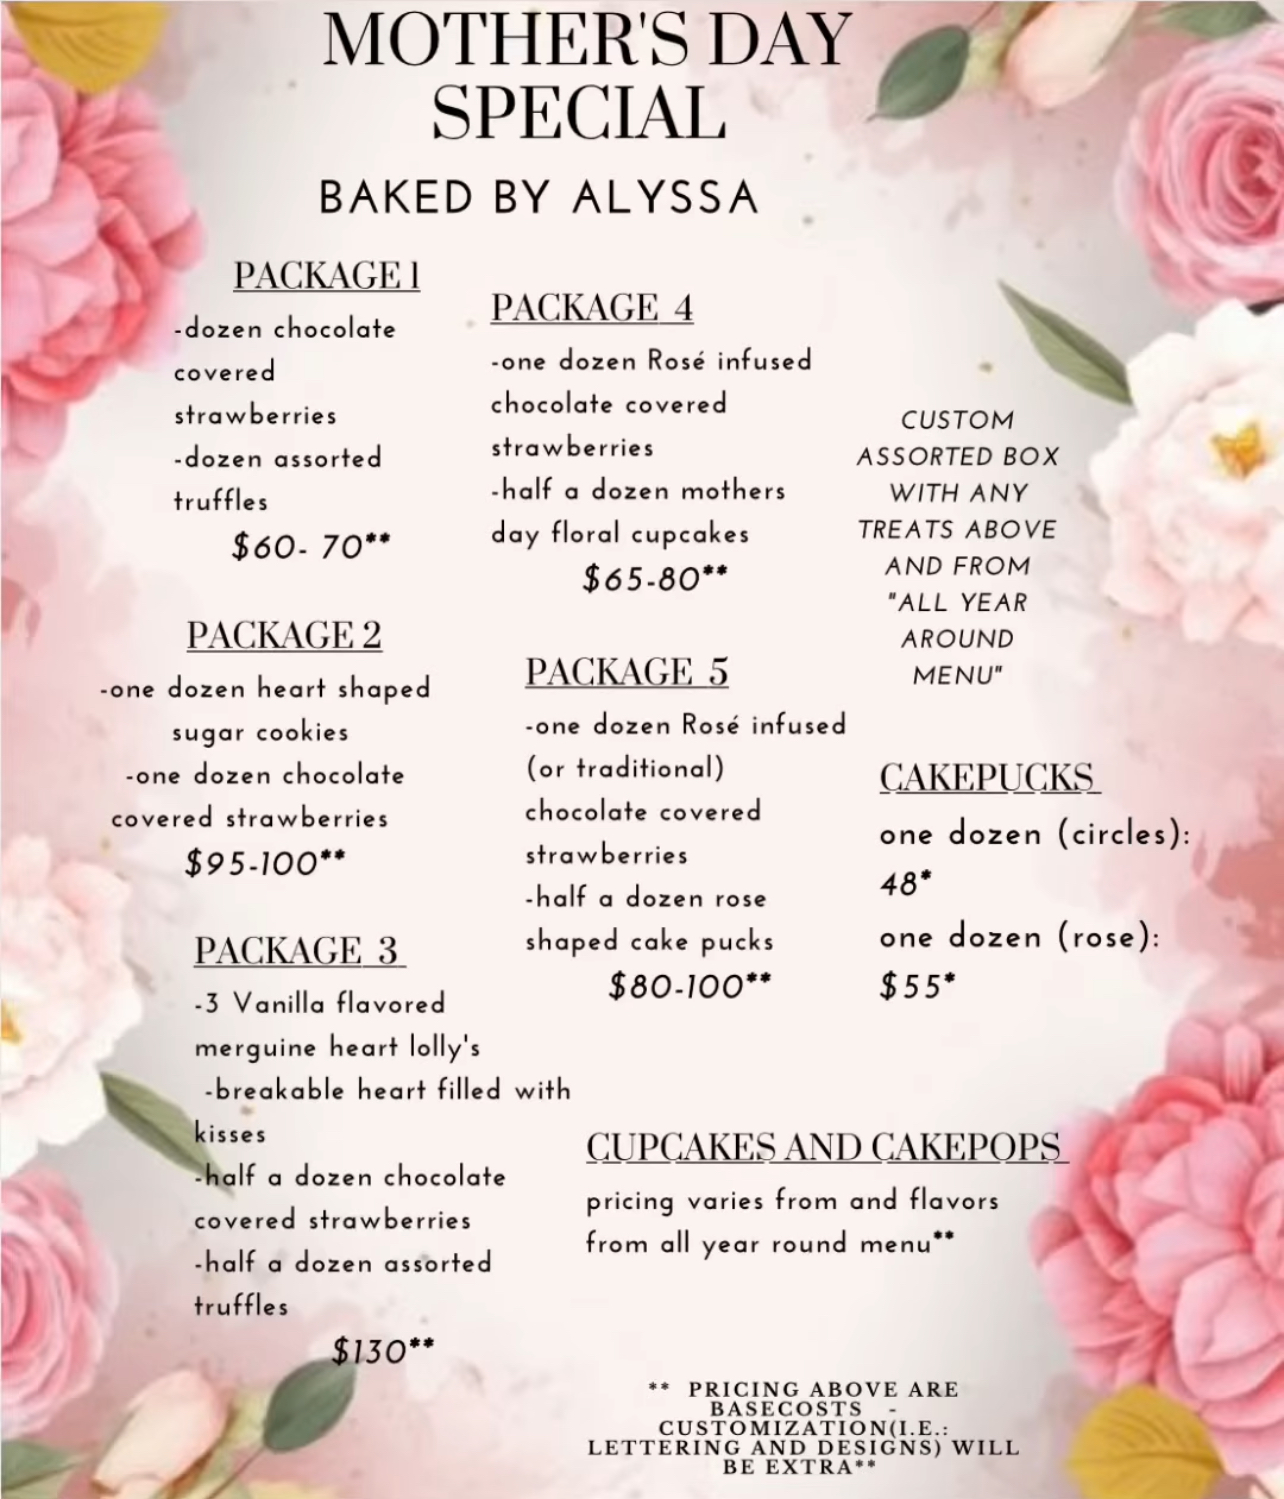 MOTHER'S DAY
SPECIAL
BAKED BY ALYSSA
PACKAGE 1
-dozen chocolate
covered
strawberries
-dozen assorted
truffles
$60- 70**
PACKAGE 2
-one dozen heart shaped
sugar cookies
-one dozen chocolate
covered strawberries
$95-100**
PACKAGE 3
-3 Vanilla flavored
merguine heart lolly's
-breakable heart filled with
kisses
-half a dozen chocolate
covered strawberries
-half a dozen assorted
truffles
$130**
PACKAGE 4
-one dozen Rosé infused
chocolate covered
strawberries
-half a dozen mothers
day floral cupcakes
$65-80**
PACKAGE 5
-one dozen Rosé infused
(or traditional)
chocolate covered
strawberries
-half a dozen rose
shaped cake pucks
$80-100**
CUSTOM
ASSORTED BOX
WITH ANY
TREATS ABOVE
AND FROM
"ALL YEAR
AROUND
MENU"
CAKEPUCKS
one dozen (circles):
48*
one dozen (rose):
$55*
CUPCAKES AND CAKEPOPS
pricing varies from and flavors
from all year round menu**
** PRICING ABOVE ARE
BASECOSTS -
CUSTOMIZATION(I.E.:
LETTERING AND DESIGNS) WILL
BE EXTRA**